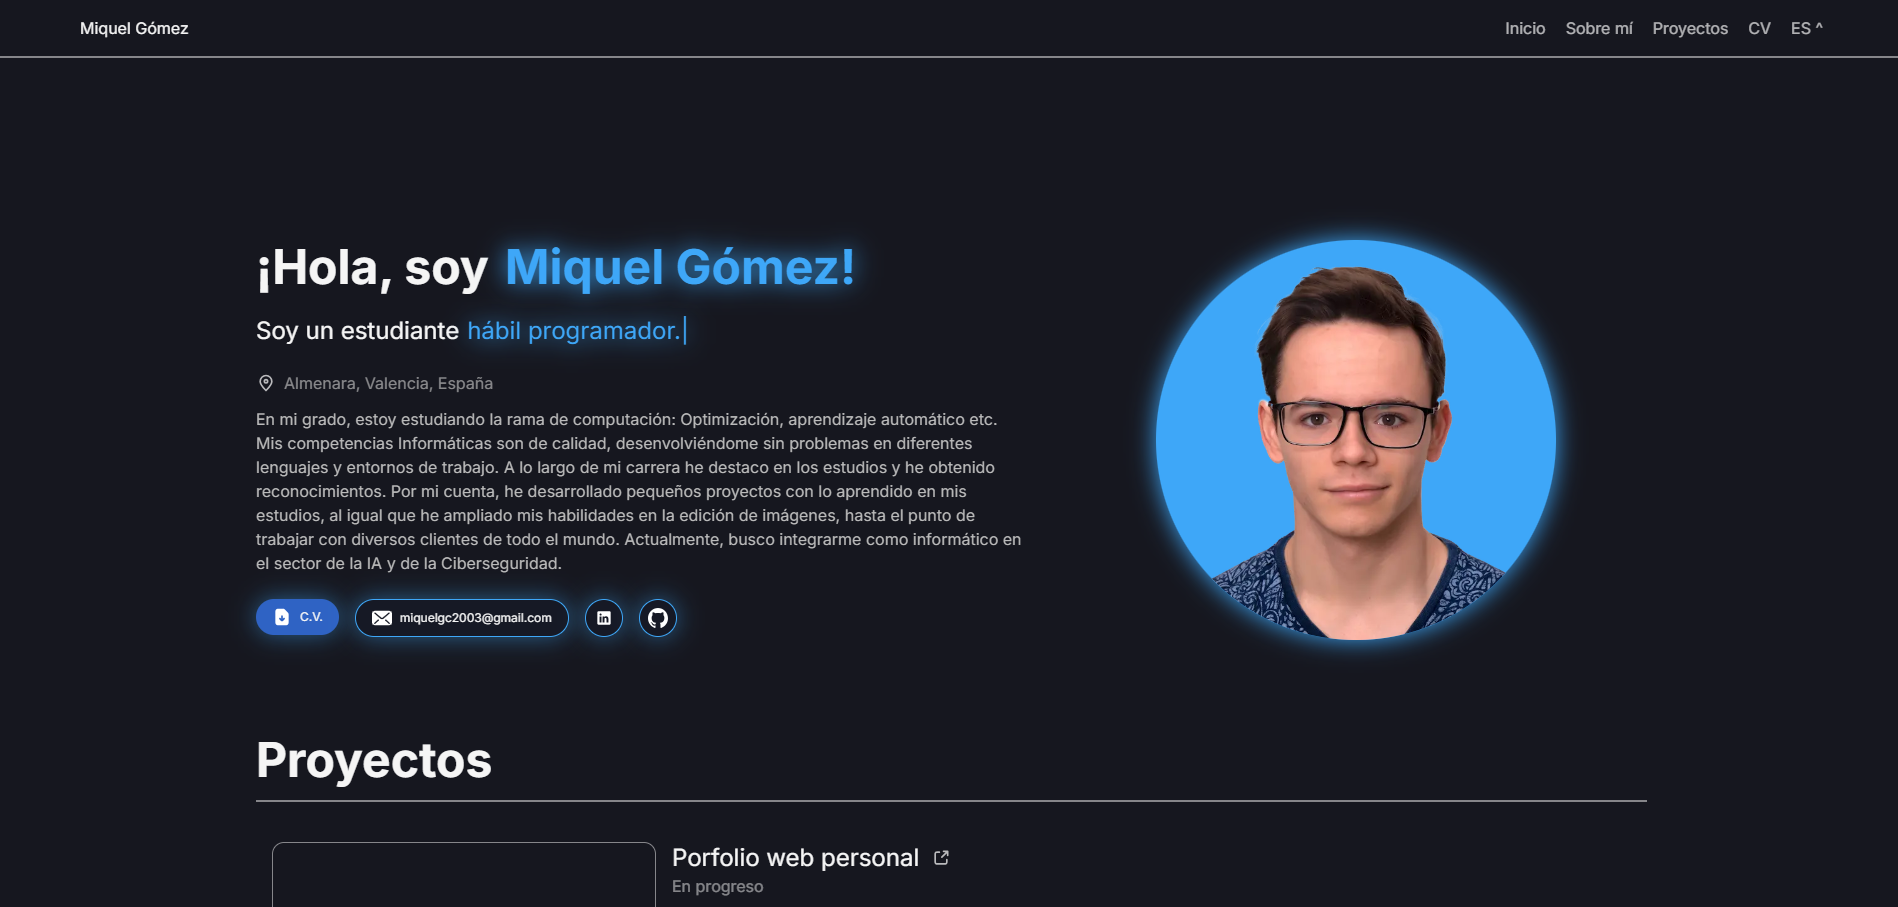 Miquel Gómez
Inicio Sobre mí Proyectos CV ES ^
¡Hola, soy Miquel Gómez!
Soy un estudiante hábil programador.|
Almenara, Valencia, España
En mi grado, estoy estudiando la rama de computación: Optimización, aprendizaje automático etc.
Mis competencias Informáticas son de calidad, desenvolviéndome sin problemas en diferentes
lenguajes y entornos de trabajo. A lo largo de mi carrera he destaco en los estudios y he obtenido
reconocimientos. Por mi cuenta, he desarrollado pequeños proyectos con lo aprendido en mis
estudios, al igual que he ampliado mis habilidades en la edición de imágenes, hasta el punto de
trabajar con diversos clientes de todo el mundo. Actualmente, busco integrarme como informático en
el sector de la IA y de la Ciberseguridad.
C.V. miquelgc2003@gmail.com in
Proyectos
Porfolio web personal
En progreso